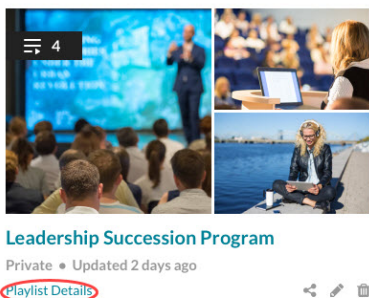 4
Leadership Succession Program
Private • Updated 2 days ago
Playlist Details